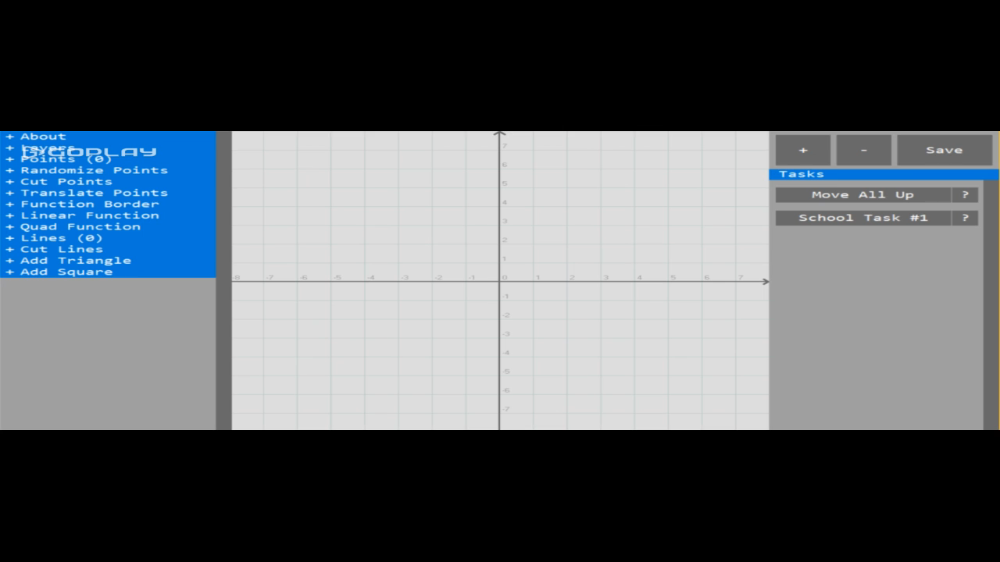 + About
+ Layers
GOPLAY
+ Points (0)
+ Randomize Points
+ Cut Points
+ Translate Points
+ Function Border
+ Linear Function
+ Quad Function
+ Lines (0)
+ Cut Lines
+ Add Triangle
+ Add Square
7
6
5
4
3
2
1
-8 -7 -6 -5 -4 -3 -2 -1 0 1 2 3 4 5 6 7
-1
-2
-3
-4
-5
-6
-7
+ - Save
Tasks
Move All Up ?
School Task #1 ?